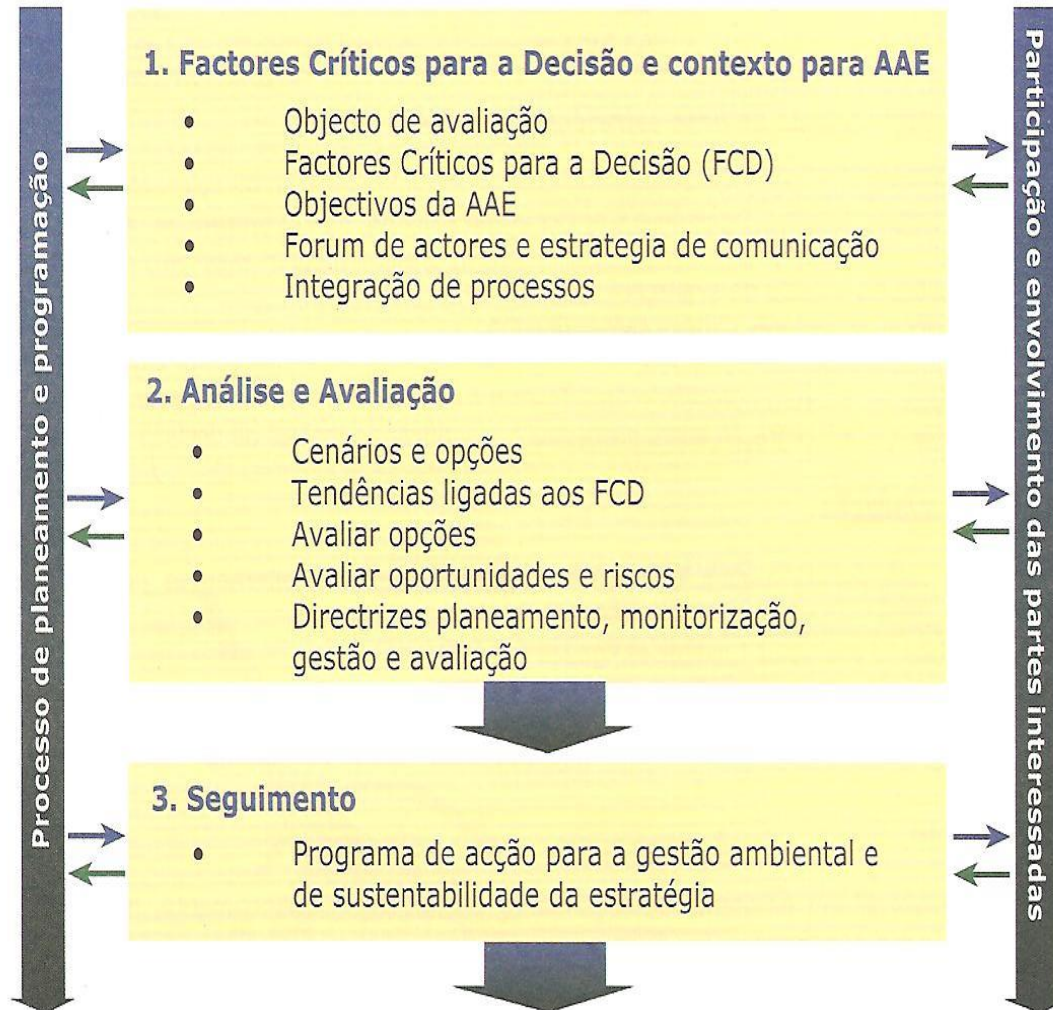 Processo de planeamento e programação
1. Factores Críticos para a Decisão e contexto para AAE
• Objecto de avaliação
• Factores Críticos para a Decisão (FCD)
• Objectivos da AAE
• Forum de actores e estrategia de comunicação
• Integração de processos
2. Análise e Avaliação
• Cenários e opções
• Tendências ligadas aos FCD
• Avaliar opções
• Avaliar oportunidades e riscos
• Directrizes planeamento, monitorização,
gestão e avaliação
3. Seguimento
• Programa de acção para a gestão ambiental e
de sustentabilidade da estratégia
Participação e envolvimento das partes interessadas